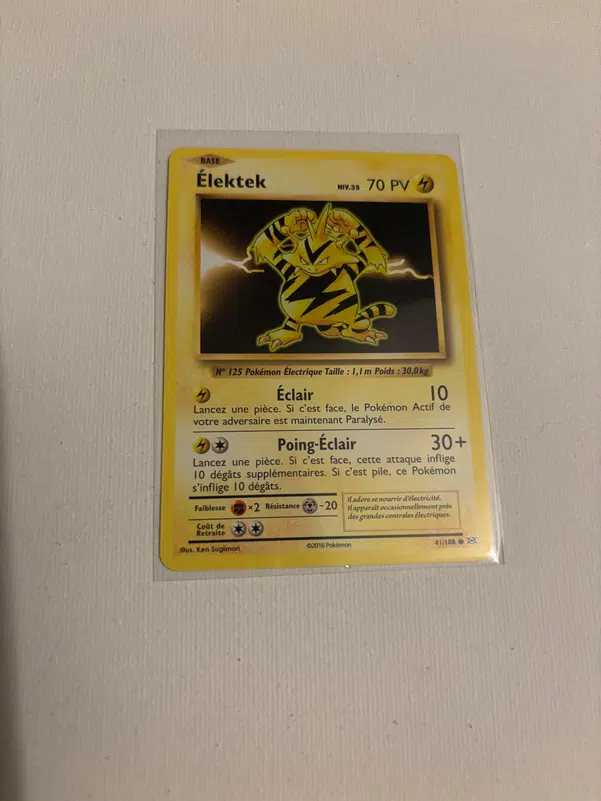 BASE
Élektek NIV.35 70 PV
N° 125 Pokémon Électrique Taille : 1,1 m Poids : 30,0 kg
Éclair 10
Lancez une pièce. Si c'est face, le Pokémon Actif de
votre adversaire est maintenant Paralysé.
Poing-Éclair 30+
Lancez une pièce. Si c'est face, cette attaque inflige
10 dégâts supplémentaires. Si c'est pile, ce Pokémon
s'inflige 10 dégâts.
Faiblesse ×2 Résistance -20
Il adore se nourrir d'électricité.
Il apparaît occasionnellement près
des grandes centrales électriques.
Coût de
Retraite
Illus. Ken Sugimori
©2016 Pokémon
41/108